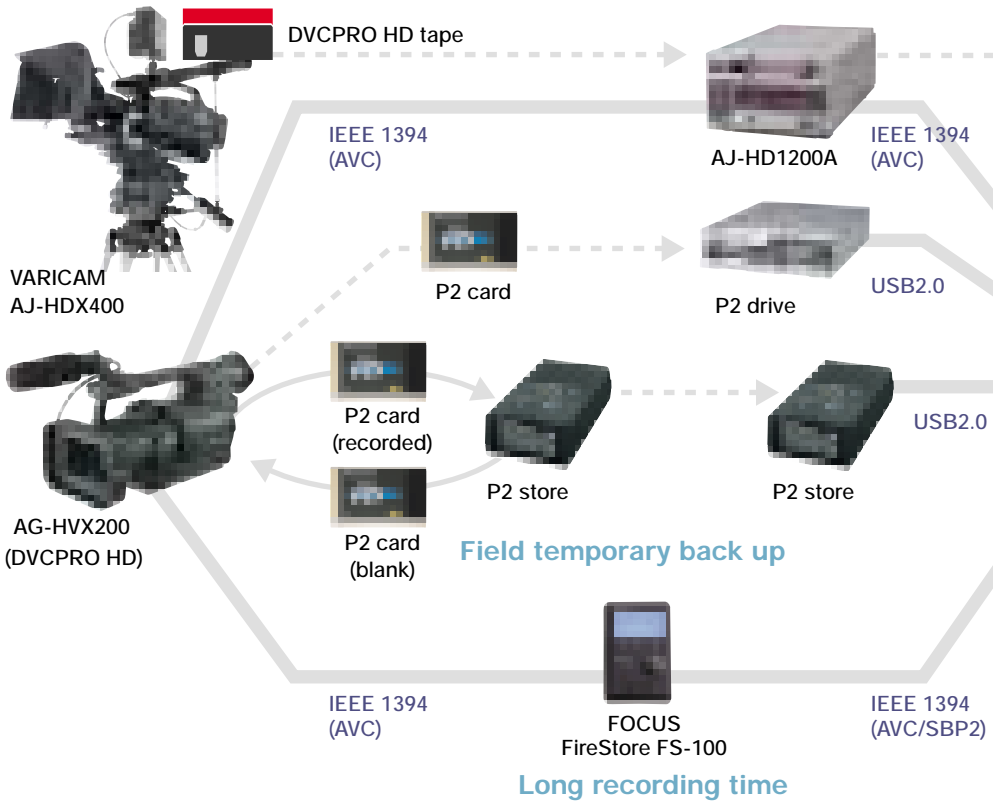 DVCPRO HD tape
IEEE 1394
(AVC)
AJ-HD1200A
IEEE 1394
(AVC)
VARICAM
AJ-HDX400
P2 card
P2 drive
USB2.0
P2 card
(recorded)
P2 store
P2 store
USB2.0
AG-HVX200
(DVCPRO HD)
P2 card
(blank)
Field temporary back up
IEEE 1394
(AVC)
FOCUS
FireStore FS-100
IEEE 1394
(AVC/SBP2)
Long recording time